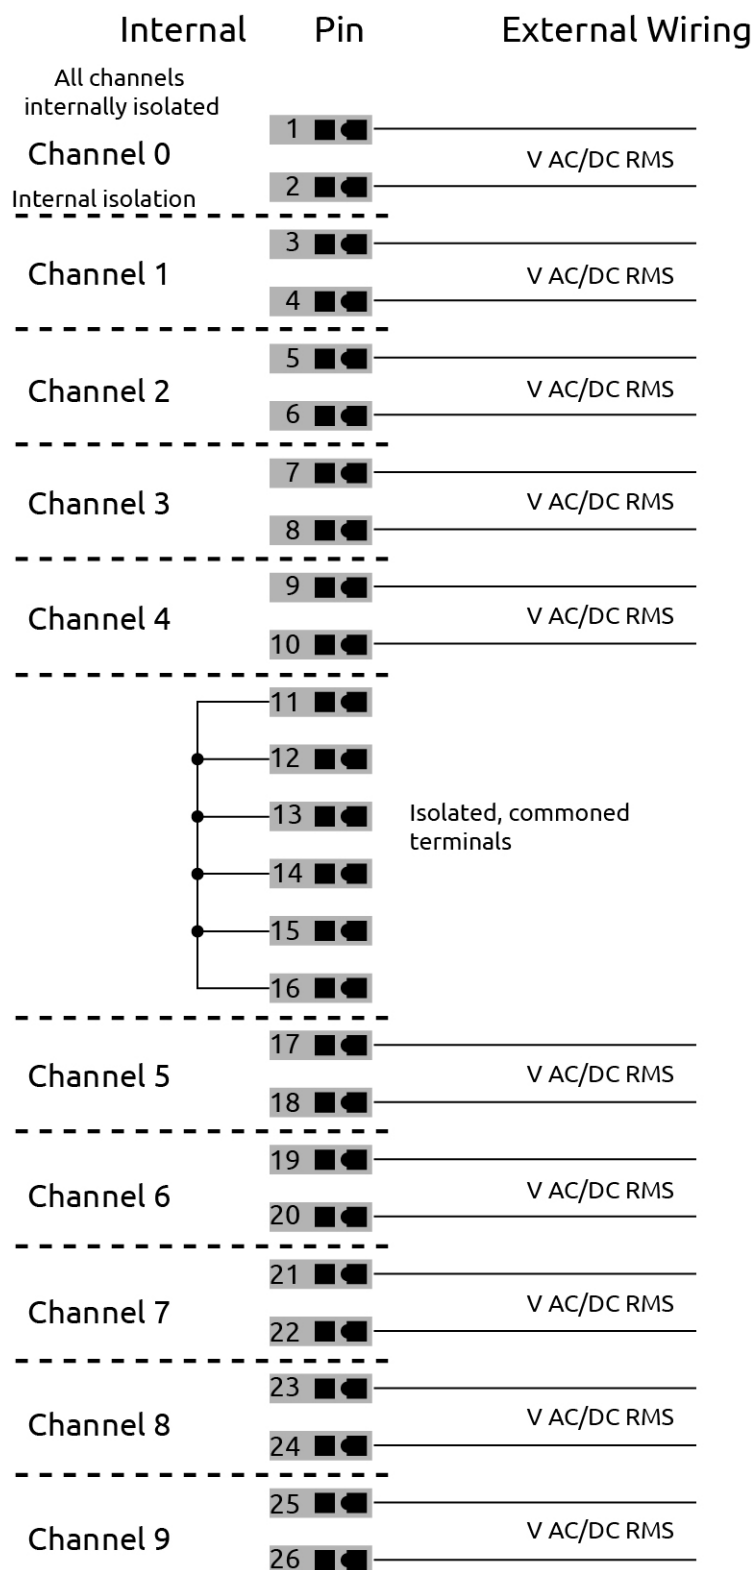 Internal Pin External Wiring
All channels
internally isolated
1
Channel 0
V AC/DC RMS
2
Internal isolation
3
Channel 1
V AC/DC RMS
4
5
Channel 2
V AC/DC RMS
6
7
Channel 3
V AC/DC RMS
8
9
Channel 4
V AC/DC RMS
10
11
12
13
Isolated, commoned
terminals
14
15
16
17
Channel 5
V AC/DC RMS
18
19
Channel 6
V AC/DC RMS
20
21
Channel 7
V AC/DC RMS
22
23
Channel 8
V AC/DC RMS
24
25
Channel 9
V AC/DC RMS
26